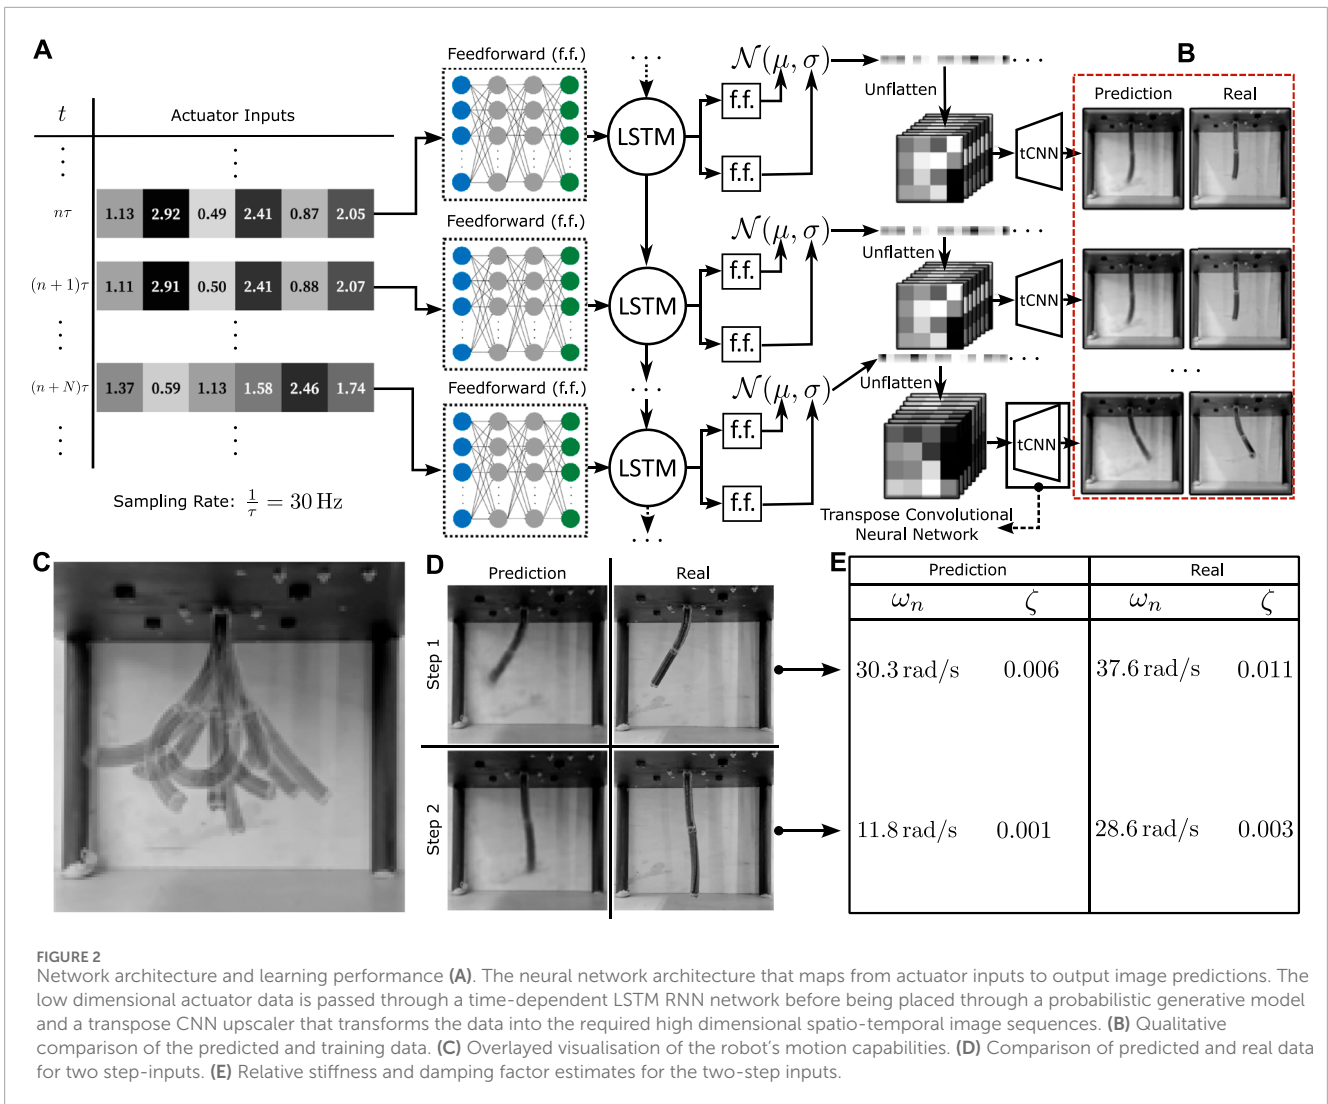 A
t Actuator Inputs
nτ 1.13 2.92 0.49 2.41 0.87 2.05
(n + 1)τ 1.11 2.91 0.50 2.41 0.88 2.07
(n + N)τ 1.37 0.59 1.13 1.58 2.46 1.74
Sampling Rate: 1/τ = 30 Hz
Feedforward (f.f.)
LSTM
f.f.
f.f.
N(μ, σ)
Unflatten
tCNN
Feedforward (f.f.)
LSTM
f.f.
f.f.
N(μ, σ)
Unflatten
tCNN
Feedforward (f.f.)
LSTM
f.f.
f.f.
N(μ, σ)
Unflatten
tCNN
Transpose Convolutional
Neural Network
B
Prediction Real
C
D
Prediction Real
Step 1
Step 2
E
Prediction Real
ωn ζ ωn ζ
30.3 rad/s 0.006 37.6 rad/s 0.011
11.8 rad/s 0.001 28.6 rad/s 0.003
FIGURE 2
Network architecture and learning performance (A). The neural network architecture that maps from actuator inputs to output image predictions. The
low dimensional actuator data is passed through a time-dependent LSTM RNN network before being placed through a probabilistic generative model
and a transpose CNN upscaler that transforms the data into the required high dimensional spatio-temporal image sequences. (B) Qualitative
comparison of the predicted and training data. (C) Overlayed visualisation of the robot's motion capabilities. (D) Comparison of predicted and real data
for two step-inputs. (E) Relative stiffness and damping factor estimates for the two-step inputs.